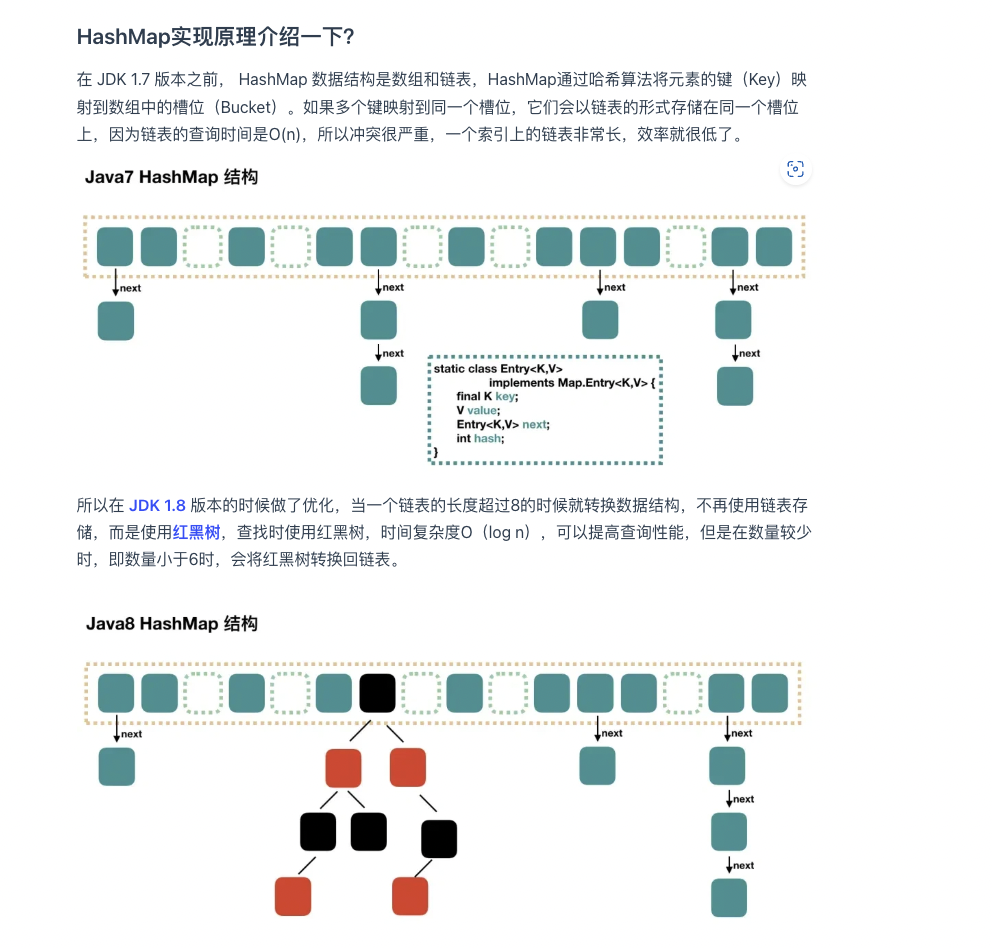 HashMap实现原理介绍一下?
在 JDK 1.7 版本之前， HashMap 数据结构是数组和链表，HashMap通过哈希算法将元素的键（Key）映
射到数组中的槽位（Bucket）。如果多个键映射到同一个槽位，它们会以链表的形式存储在同一个槽位
上，因为链表的查询时间是O(n)，所以冲突很严重，一个索引上的链表非常长，效率就很低了。
Java7 HashMap 结构
next
next
next
next
next
next
static class Entry<K,V>
implements Map.Entry<K,V> {
final K key;
V value;
Entry<K,V> next;
int hash;
}
所以在 JDK 1.8 版本的时候做了优化，当一个链表的长度超过8的时候就转换数据结构，不再使用链表存
储，而是使用红黑树，查找时使用红黑树，时间复杂度O（log n），可以提高查询性能，但是在数量较少
时，即数量小于6时，会将红黑树转换回链表。
Java8 HashMap 结构
next
next
next
next
next